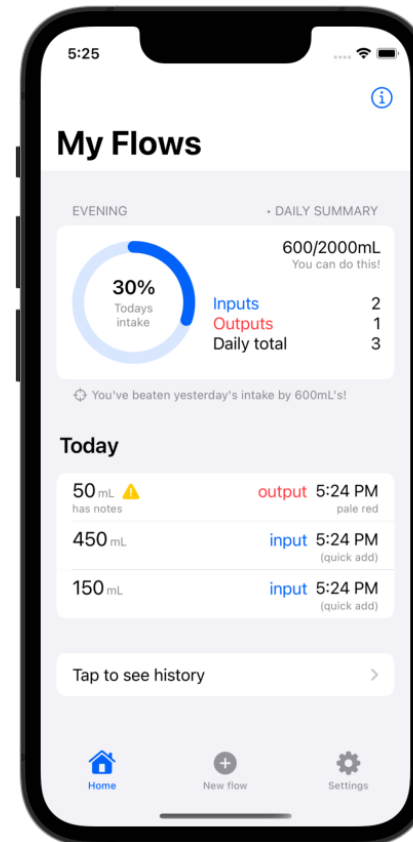 5:25
My Flows
EVENING
• DAILY SUMMARY
30%
Todays
intake
600/2000mL
You can do this!
Inputs 2
Outputs 1
Daily total 3
You've beaten yesterday's intake by 600mL's!
Today
50 mL output 5:24 PM
has notes pale red
450 mL input 5:24 PM
(quick add)
150 mL input 5:24 PM
(quick add)
Tap to see history
Home New flow Settings